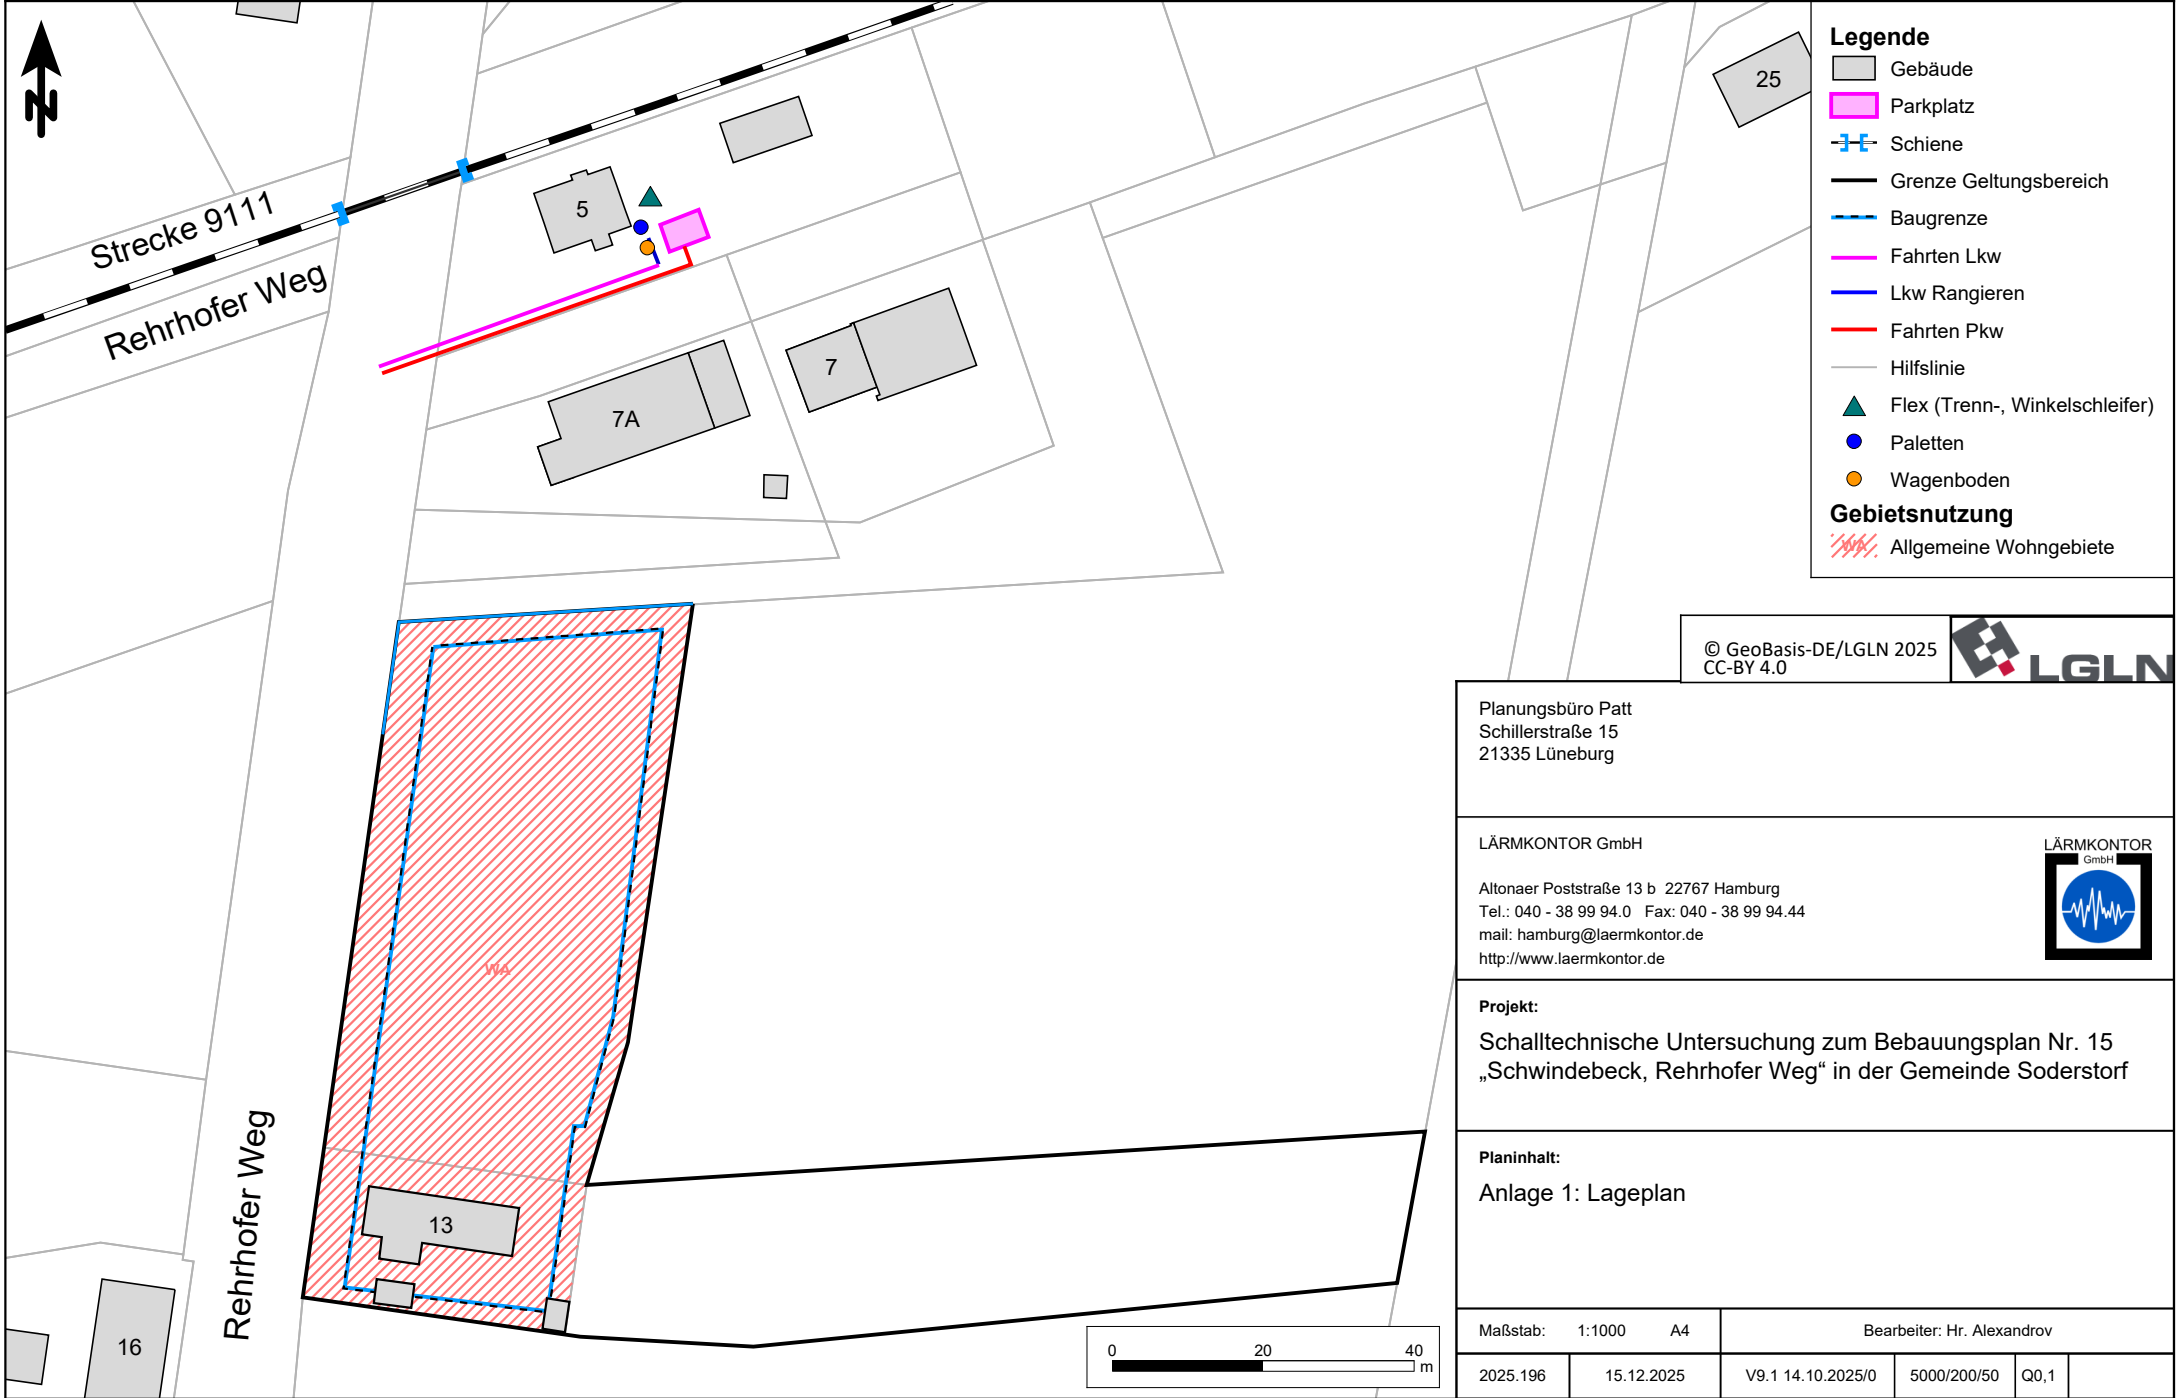 N
Strecke 9111
Rehrhofer Weg
5
7
7A
25
WA
13
16
Rehrhofer Weg
0 20 40
m
Legende
Gebäude
Parkplatz
Schiene
Grenze Geltungsbereich
Baugrenze
Fahrten Lkw
Lkw Rangieren
Fahrten Pkw
Hilfslinie
Flex (Trenn-, Winkelschleifer)
Paletten
Wagenboden
Gebietsnutzung
WA Allgemeine Wohngebiete
© GeoBasis-DE/LGLN 2025
CC-BY 4.0
LGLN
Planungsbüro Patt
Schillerstraße 15
21335 Lüneburg
LÄRMKONTOR GmbH
Altonaer Poststraße 13 b 22767 Hamburg
Tel.: 040 - 38 99 94.0 Fax: 040 - 38 99 94.44
mail: hamburg@laermkontor.de
http://www.laermkontor.de
LÄRMKONTOR
GmbH
Projekt:
Schalltechnische Untersuchung zum Bebauungsplan Nr. 15
„Schwindebeck, Rehrhofer Weg“ in der Gemeinde Soderstorf
Planinhalt:
Anlage 1: Lageplan
Maßstab: 1:1000 A4 Bearbeiter: Hr. Alexandrov
2025.196 15.12.2025 V9.1 14.10.2025/0 5000/200/50 Q0,1